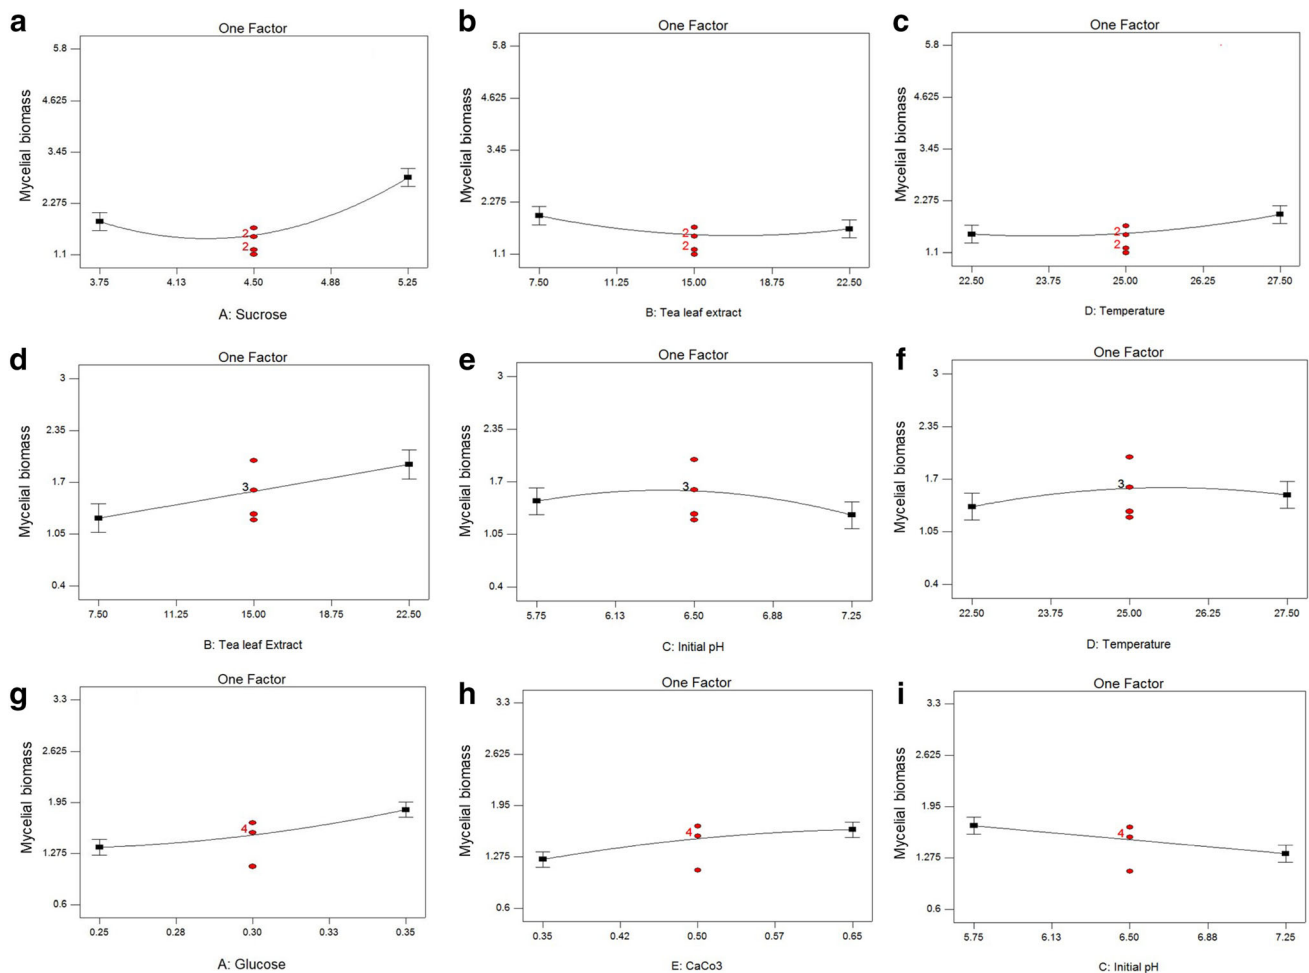 a
One Factor
Mycelial biomass
5.8
4.625
3.45
2.275
1.1
2
2
3.75 4.13 4.50 4.88 5.25
A: Sucrose
b
One Factor
Mycelial biomass
5.8
4.625
3.45
2.275
1.1
2
2
7.50 11.25 15.00 18.75 22.50
B: Tea leaf extract
c
One Factor
Mycelial biomass
5.8
4.625
3.45
2.275
1.1
2
2
22.50 23.75 25.00 26.25 27.50
D: Temperature
d
One Factor
Mycelial biomass
3
2.35
1.7
1.05
0.4
3
7.50 11.25 15.00 18.75 22.50
B: Tea leaf Extract
e
One Factor
Mycelial biomass
3
2.35
1.7
1.05
0.4
3
5.75 6.13 6.50 6.88 7.25
C: Initial pH
f
One Factor
Mycelial biomass
3
2.35
1.7
1.05
0.4
3
22.50 23.75 25.00 26.25 27.50
D: Temperature
g
One Factor
Mycelial biomass
3.3
2.625
1.95
1.275
0.6
4
0.25 0.28 0.30 0.33 0.35
A: Glucose
h
One Factor
Mycelial biomass
3.3
2.625
1.95
1.275
0.6
4
0.35 0.42 0.50 0.57 0.65
E: CaCo3
i
One Factor
Mycelial biomass
3.3
2.625
1.95
1.275
0.6
4
5.75 6.13 6.50 6.88 7.25
C: Initial pH